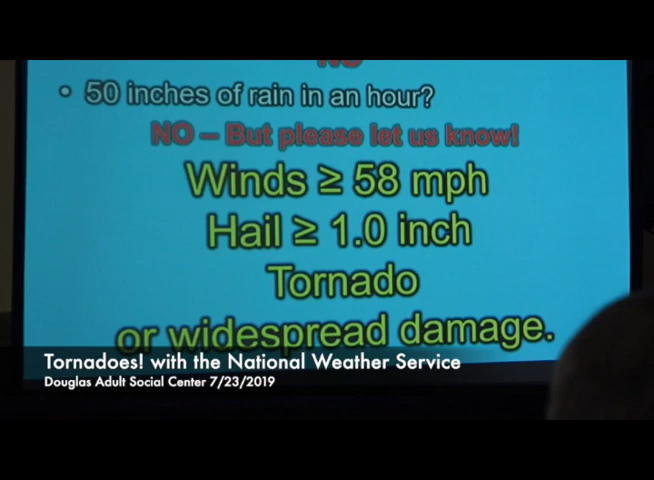 NO
• 50 inches of rain in an hour?
NO – But please let us know!
Winds ≥ 58 mph
Hail ≥ 1.0 inch
Tornado
or widespread damage.
Tornadoes! with the National Weather Service
Douglas Adult Social Center 7/23/2019